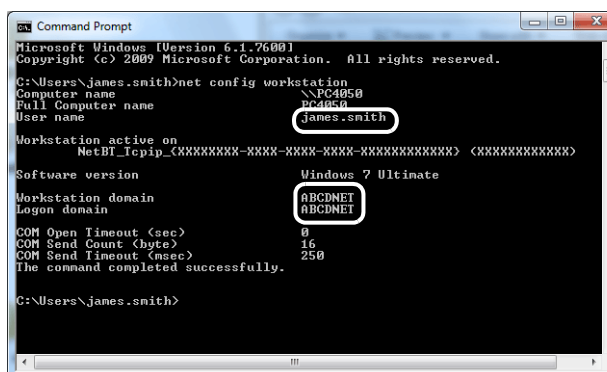 Command Prompt
Microsoft Windows [Version 6.1.7600]
Copyright (c) 2009 Microsoft Corporation.  All rights reserved.
C:\Users\james.smith>net config workstation
Computer name                        \\PC4050
Full Computer name                   PC4050
User name                            james.smith
Workstation active on
NetBT_Tcpip_{XXXXXXXX-XXXX-XXXX-XXXX-XXXXXXXXXXXX} (XXXXXXXXXXXX)
Software version                     Windows 7 Ultimate
Workstation domain                   ABCDNET
Logon domain                         ABCDNET
COM Open Timeout (sec)               0
COM Send Count (byte)                16
COM Send Timeout (msec)              250
The command completed successfully.
C:\Users\james.smith>